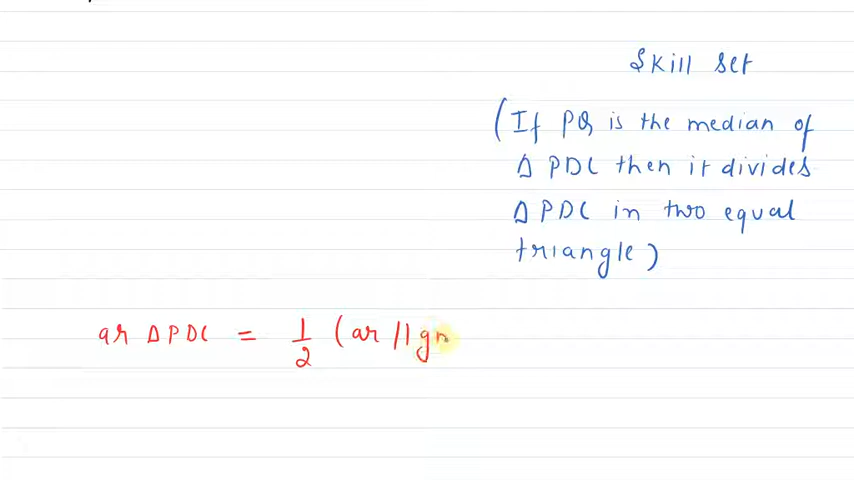 Skill set
(If PQ is the median of
Δ PDC then it divides
Δ PDC in two equal
triangle)
ar Δ PDC = 1/2 (ar ||gm